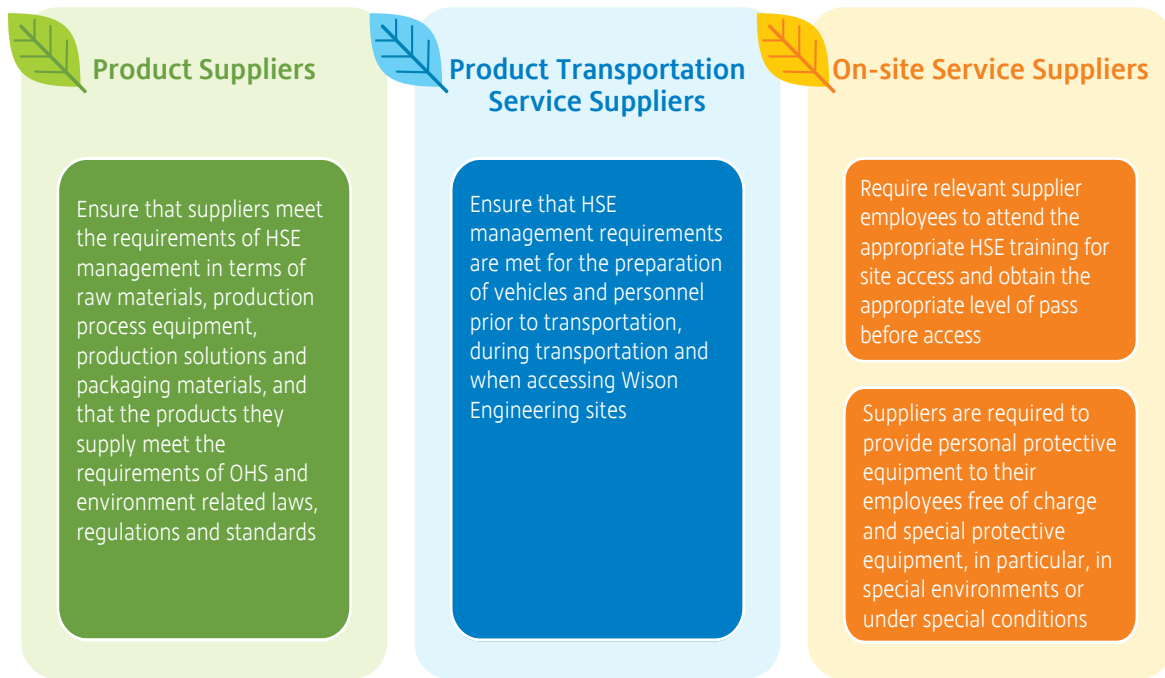 Product Suppliers
Ensure that suppliers meet
the requirements of HSE
management in terms of
raw materials, production
process equipment,
production solutions and
packaging materials, and
that the products they
supply meet the
requirements of OHS and
environment related laws,
regulations and standards
Product Transportation
Service Suppliers
Ensure that HSE
management requirements
are met for the preparation
of vehicles and personnel
prior to transportation,
during transportation and
when accessing Wison
Engineering sites
On-site Service Suppliers
Require relevant supplier
employees to attend the
appropriate HSE training for
site access and obtain the
appropriate level of pass
before access
Suppliers are required to
provide personal protective
equipment to their
employees free of charge
and special protective
equipment, in particular, in
special environments or
under special conditions